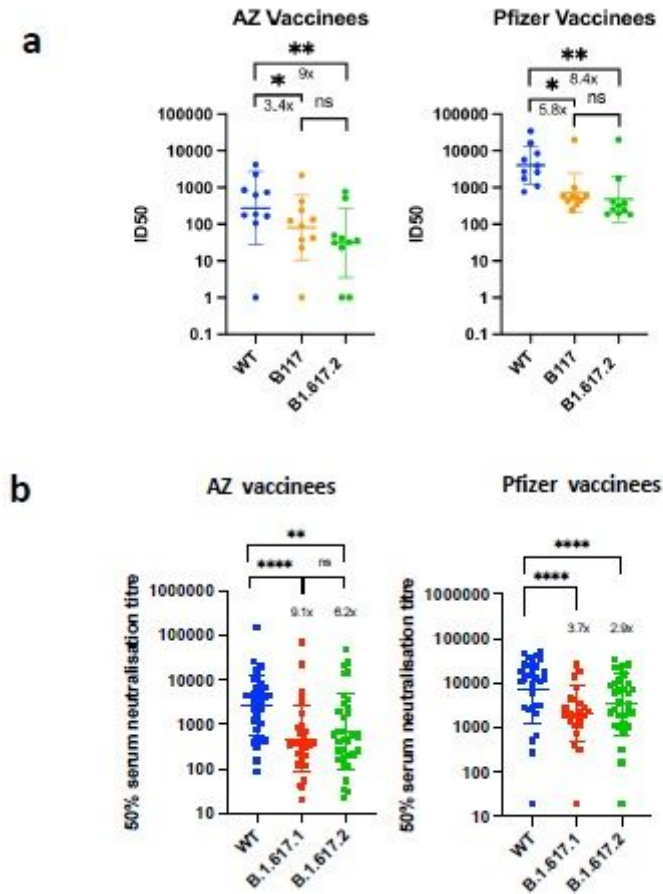 a
AZ Vaccinees
**
9x
*
3.4x
ns
100000
10000
1000
100
10
1
0.1
ID50
WT
B117
B1.617.2
Pfizer Vaccinees
**
8.4x
*
5.8x
ns
100000
10000
1000
100
10
1
0.1
ID50
WT
B117
B1.617.2
b
AZ vaccinees
**
****
ns
9.1x
6.2x
1000000
100000
10000
1000
100
10
50% serum neutralisation titre
WT
B.1.617.1
B.1.617.2
Pfizer vaccinees
****
****
3.7x
2.9x
1000000
100000
10000
1000
100
10
50% serum neutralisation titre
WT
B.1.617.1
B.1.617.2